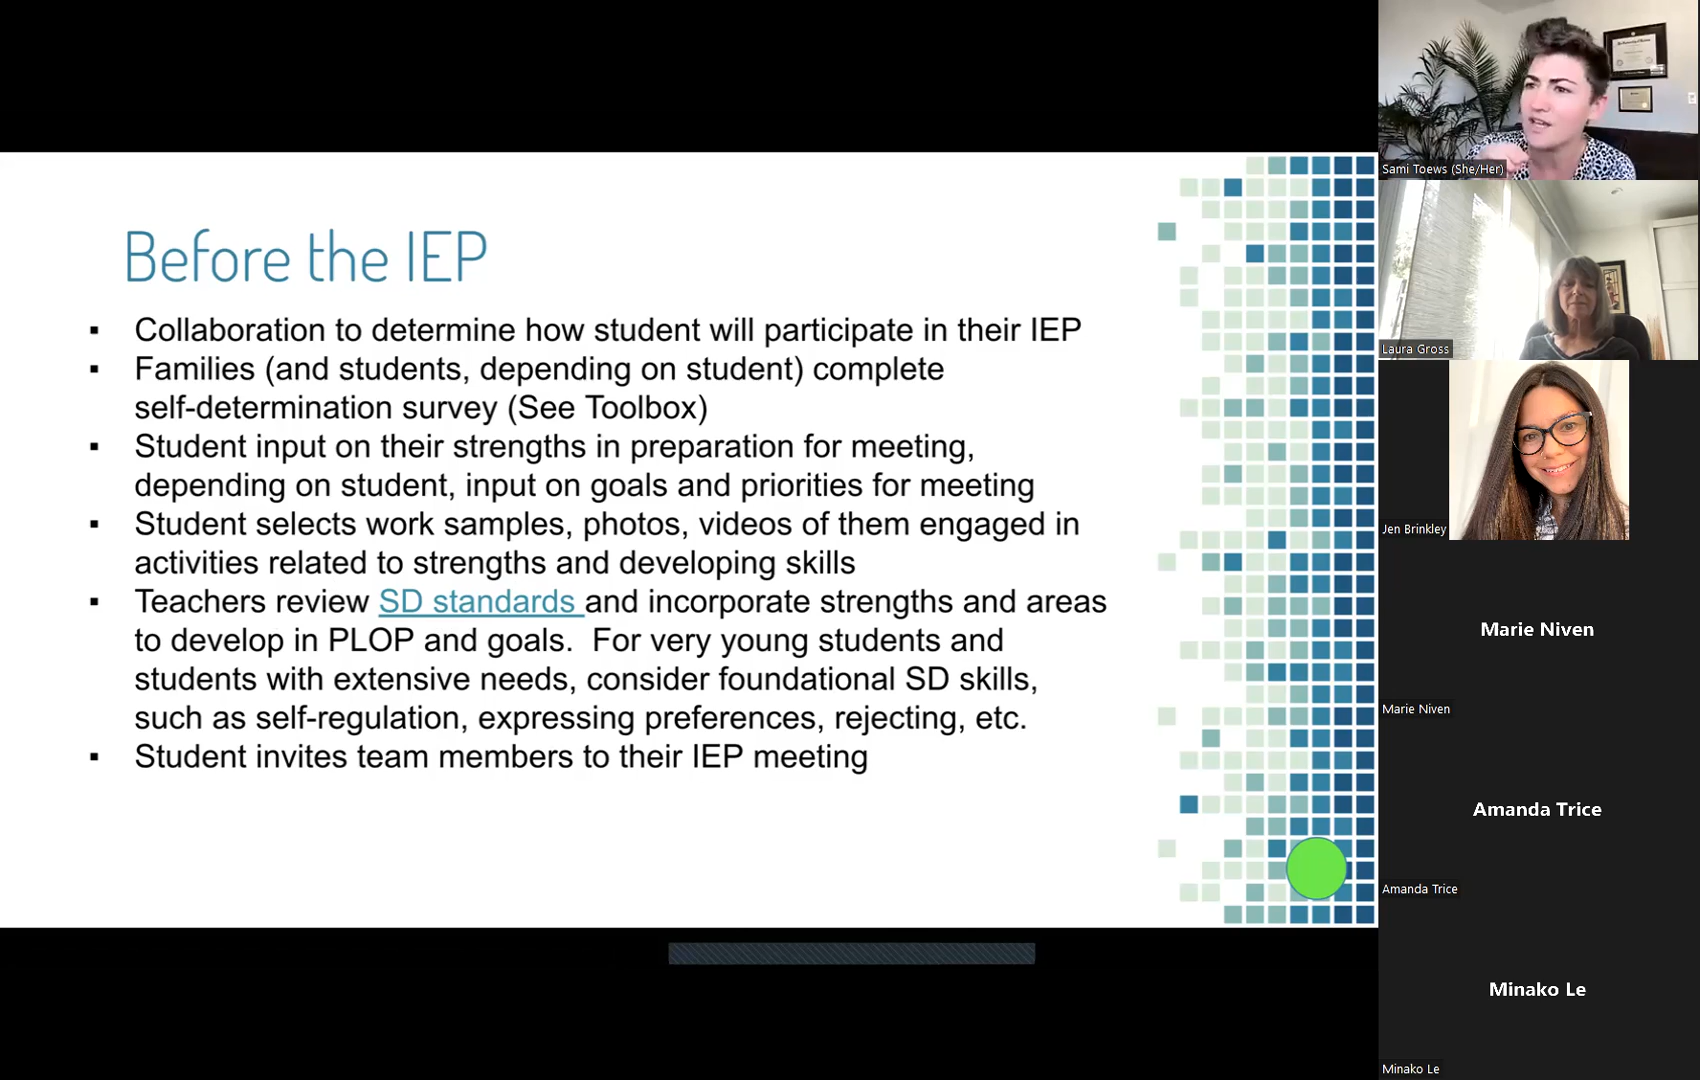 Before the IEP
▪ Collaboration to determine how student will participate in their IEP
▪ Families (and students, depending on student) complete
self-determination survey (See Toolbox)
▪ Student input on their strengths in preparation for meeting,
depending on student, input on goals and priorities for meeting
▪ Student selects work samples, photos, videos of them engaged in
activities related to strengths and developing skills
▪ Teachers review SD standards and incorporate strengths and areas
to develop in PLOP and goals.  For very young students and
students with extensive needs, consider foundational SD skills,
such as self-regulation, expressing preferences, rejecting, etc.
▪ Student invites team members to their IEP meeting
Sami Toews (She/Her)
Laura Gross
Jen Brinkley
Marie Niven
Marie Niven
Amanda Trice
Amanda Trice
Minako Le
Minako Le